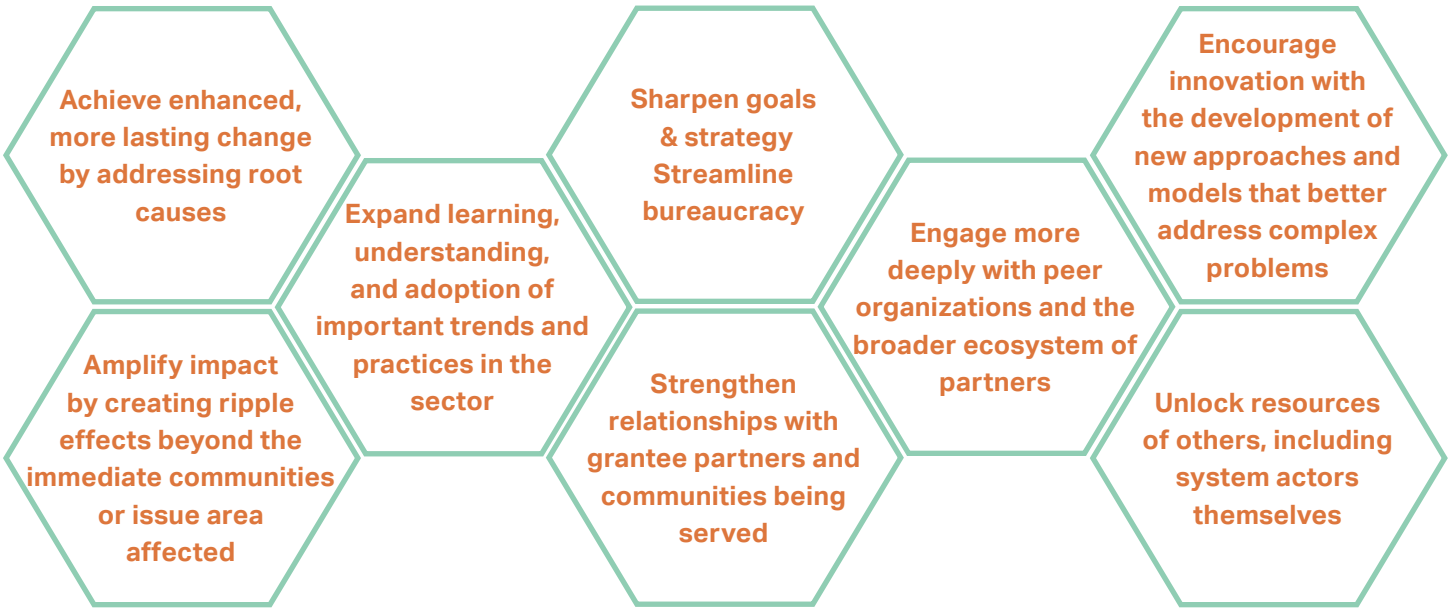 Achieve enhanced,
more lasting change
by addressing root
causes
Amplify impact
by creating ripple
effects beyond the
immediate communities
or issue area
affected
Expand learning,
understanding,
and adoption of
important trends and
practices in the
sector
Sharpen goals
& strategy
Streamline
bureaucracy
Strengthen
relationships with
grantee partners and
communities being
served
Engage more
deeply with peer
organizations and the
broader ecosystem of
partners
Encourage
innovation with
the development of
new approaches and
models that better
address complex
problems
Unlock resources
of others, including
system actors
themselves